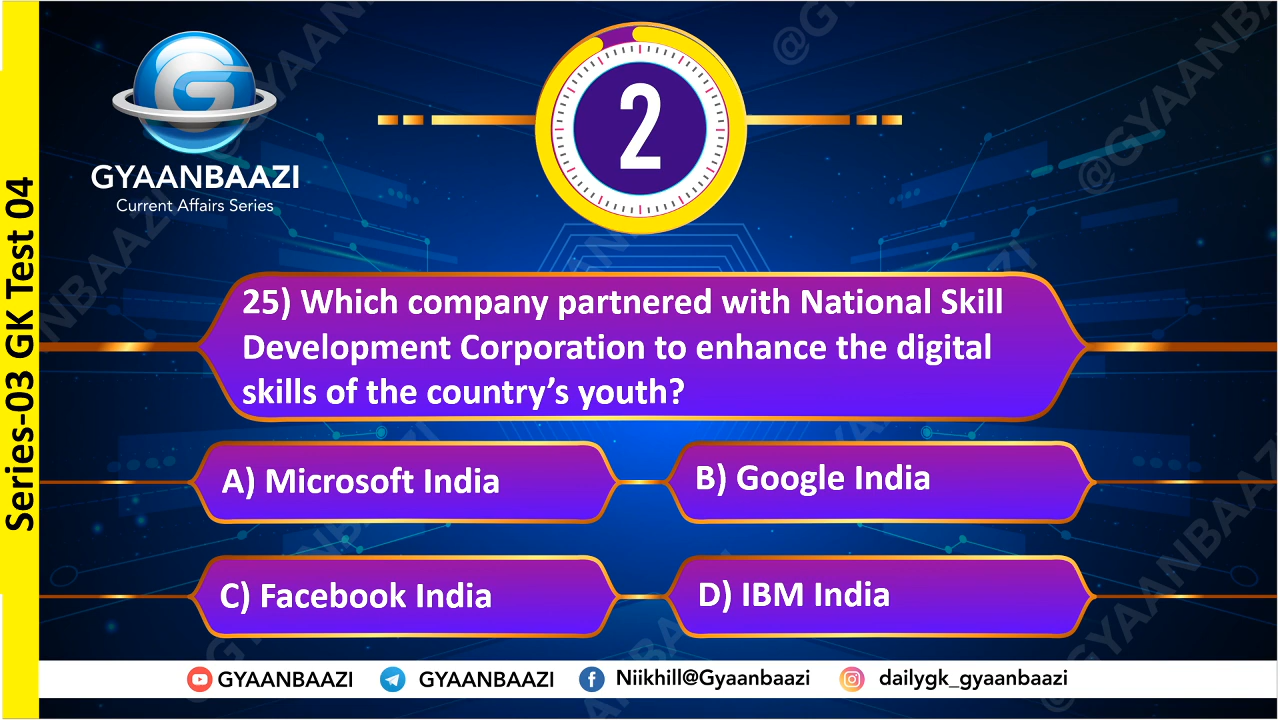 Series-03 GK Test 04
G
GYAANBAAZI
Current Affairs Series
2
25) Which company partnered with National Skill
Development Corporation to enhance the digital
skills of the country’s youth?
A) Microsoft India
B) Google India
C) Facebook India
D) IBM India
GYAANBAAZI GYAANBAAZI Niikhill@Gyaanbaazi dailygk_gyaanbaazi
@GYAANBAAZI